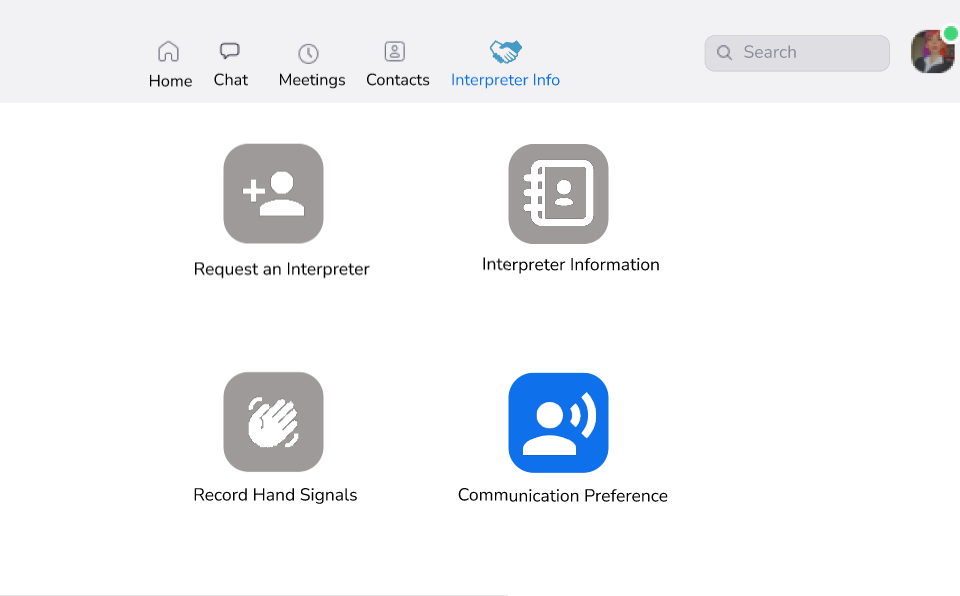 Home
Chat
Meetings
Contacts
Interpreter Info
Search
Request an Interpreter
Interpreter Information
Record Hand Signals
Communication Preference